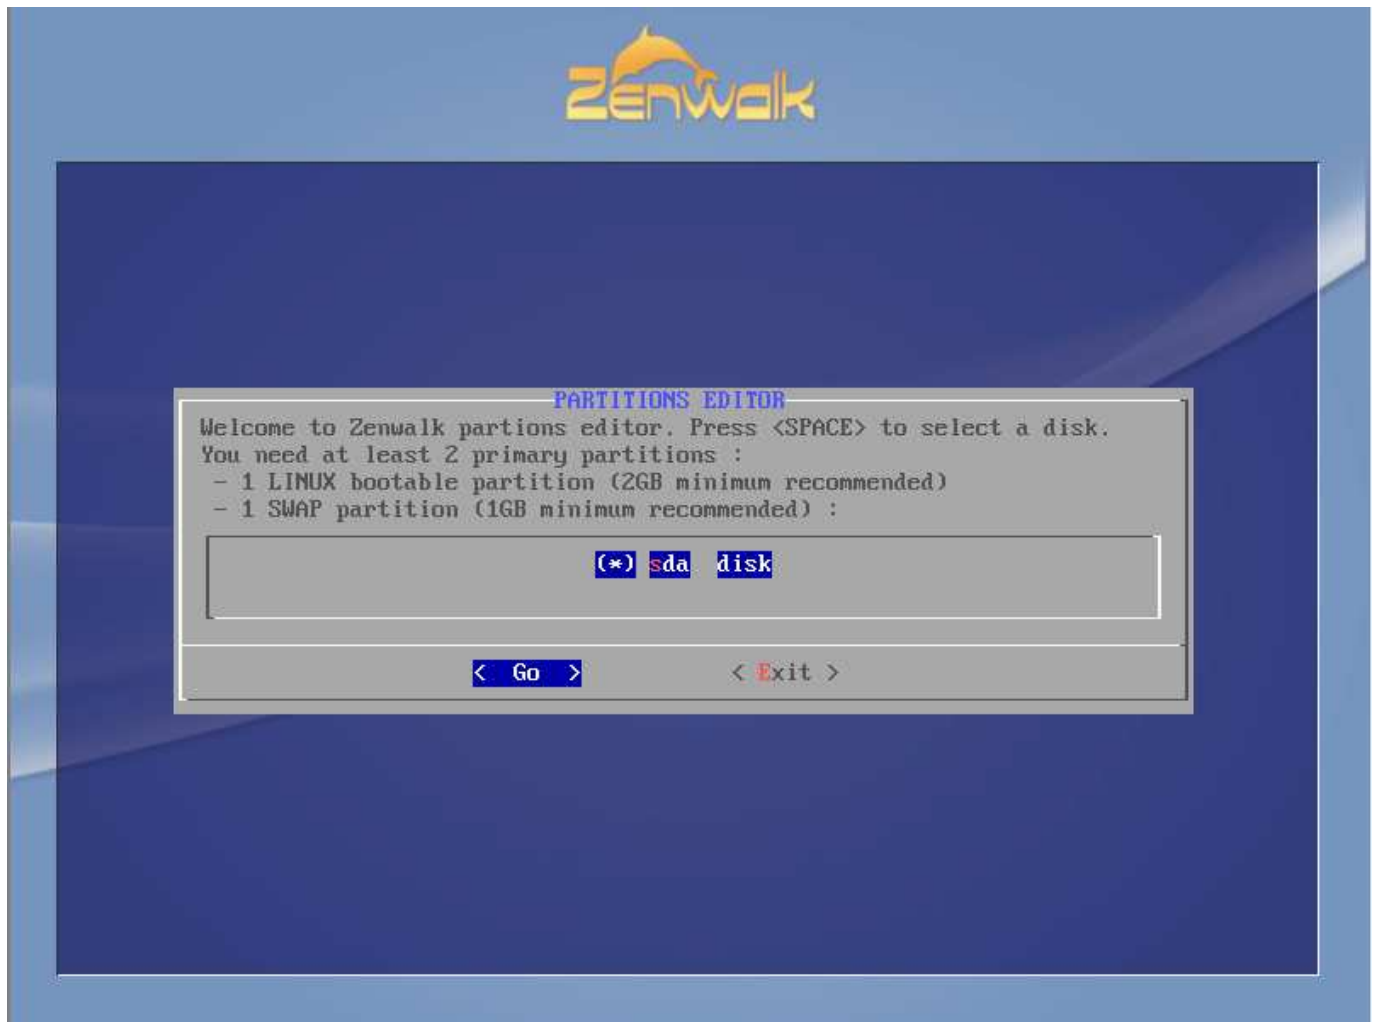 Zenwalk
PARTITIONS EDITOR
Welcome to Zenwalk partions editor. Press <SPACE> to select a disk.
You need at least 2 primary partitions :
- 1 LINUX bootable partition (2GB minimum recommended)
- 1 SWAP partition (1GB minimum recommended) :
(*) sda disk
< Go > < Exit >